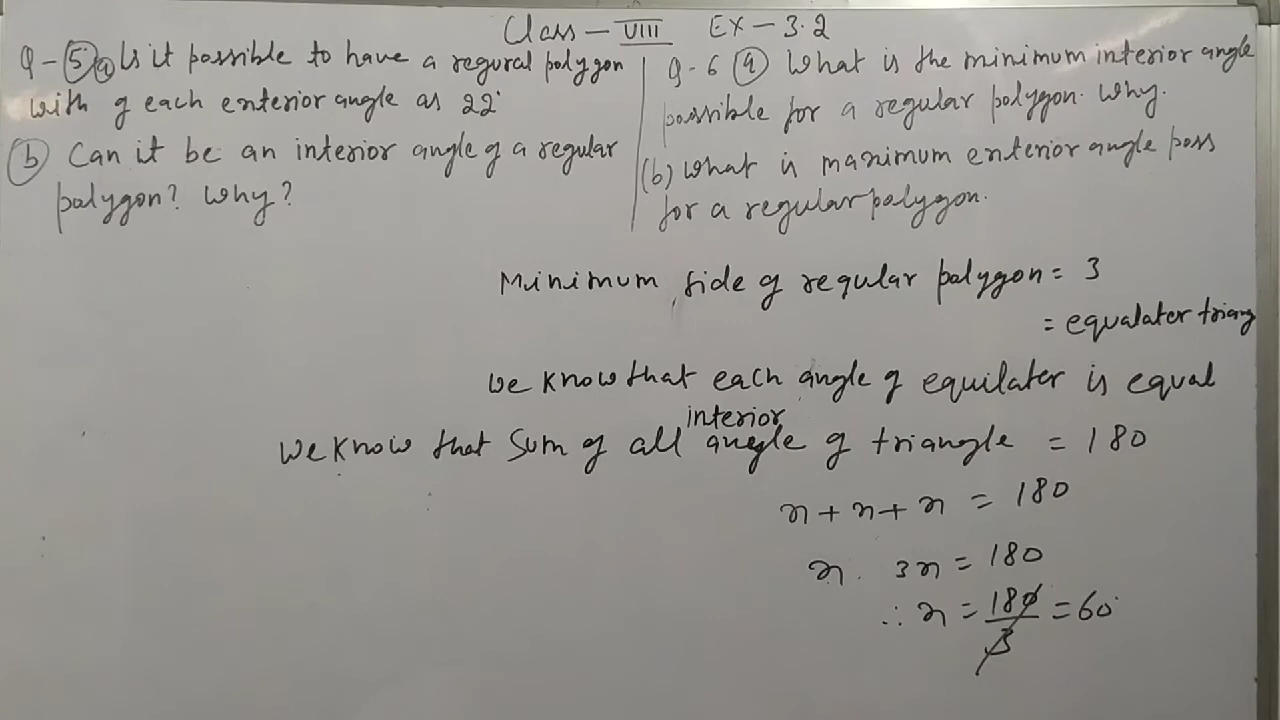 Class - VIII EX - 3.2
Q - 5 a Is it possible to have a regural polygon
with of each exterior angle as 22°
b Can it be an interior angle of a regular
polygon? Why?
Q - 6 a What is the minimum interior angle
possible for a regular polygon. Why.
(b) What is maximum exterior angle poss
for a regular polygon.
Minimum side of regular polygon = 3
= equalater triang
We know that each angle of equilater is equal
interior
We know that Sum of all angle of triangle = 180
x + x + x = 180
x. 3x = 180
∴ x = 180/3 = 60°